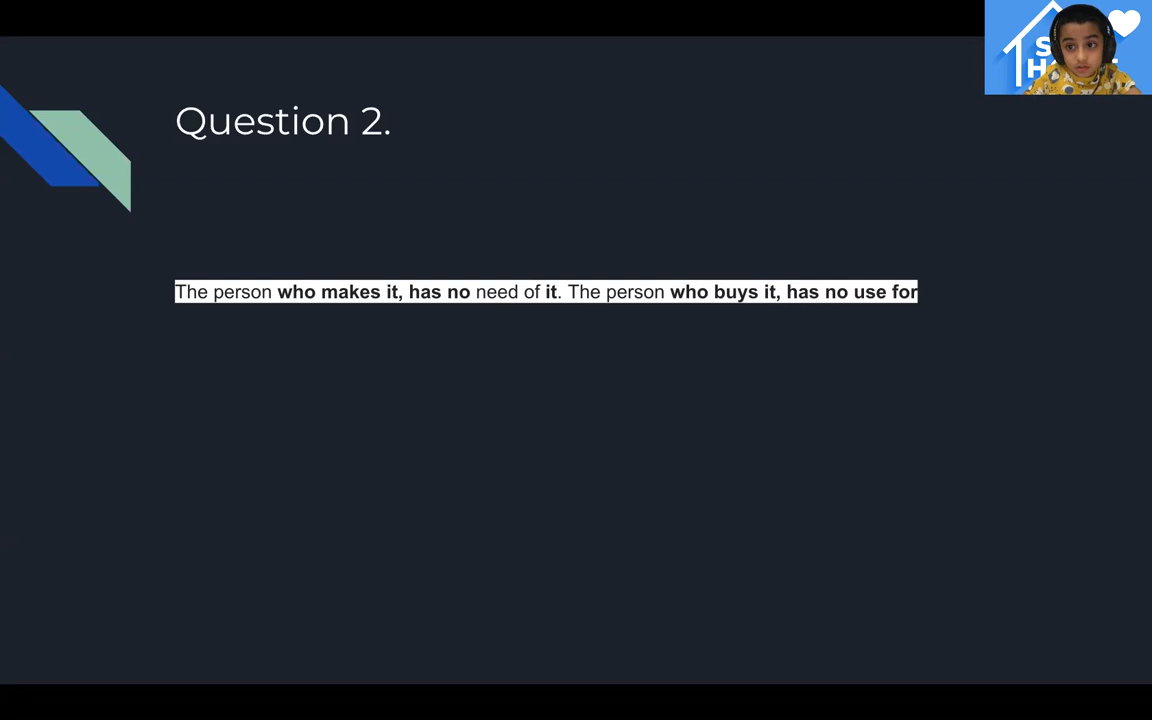 Question 2.
The person who makes it, has no need of it. The person who buys it, has no use for